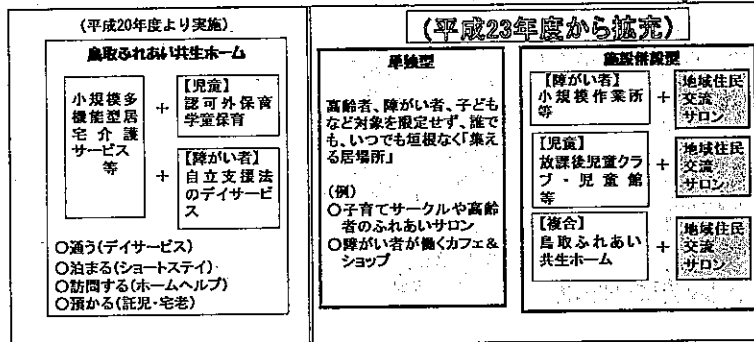 (平成20年度より実施)
鳥取ふれあい共生ホーム
小規模多
機能型居
宅介護
サービス
等
+
【児童】
認可外保育
学童保育
+
【障がい者】
自立支援法
のデイサービ
ス
○通う(デイサービス)
○泊まる(ショートステイ)
○訪問する(ホームヘルプ)
○預かる(託児・宅老)
(平成23年度から拡充)
単独型
高齢者、障がい者、子ども
など対象を限定せず、誰で
も、いつでも垣根なく「集え
る居場所」
(例)
○子育てサークルや高齢
者のふれあいサロン
○障がい者が働くカフェ&
ショップ
施設併設型
【障がい者】
小規模作業所
等
+
地域住民
交流
サロン
【児童】
放課後児童クラ
ブ・児童館
等
+
地域住民
交流
サロン
【複合】
鳥取ふれあい
共生ホーム
+
地域住民
交流
サロン